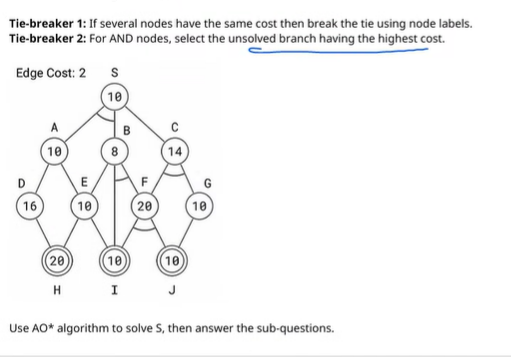 Tie-breaker 1: If several nodes have the same cost then break the tie using node labels.
Tie-breaker 2: For AND nodes, select the unsolved branch having the highest cost.
Edge Cost: 2 S
10
A B C
10 8 14
D E F G
16 10 20 10
20 10 10
H I J
Use AO* algorithm to solve S, then answer the sub-questions.